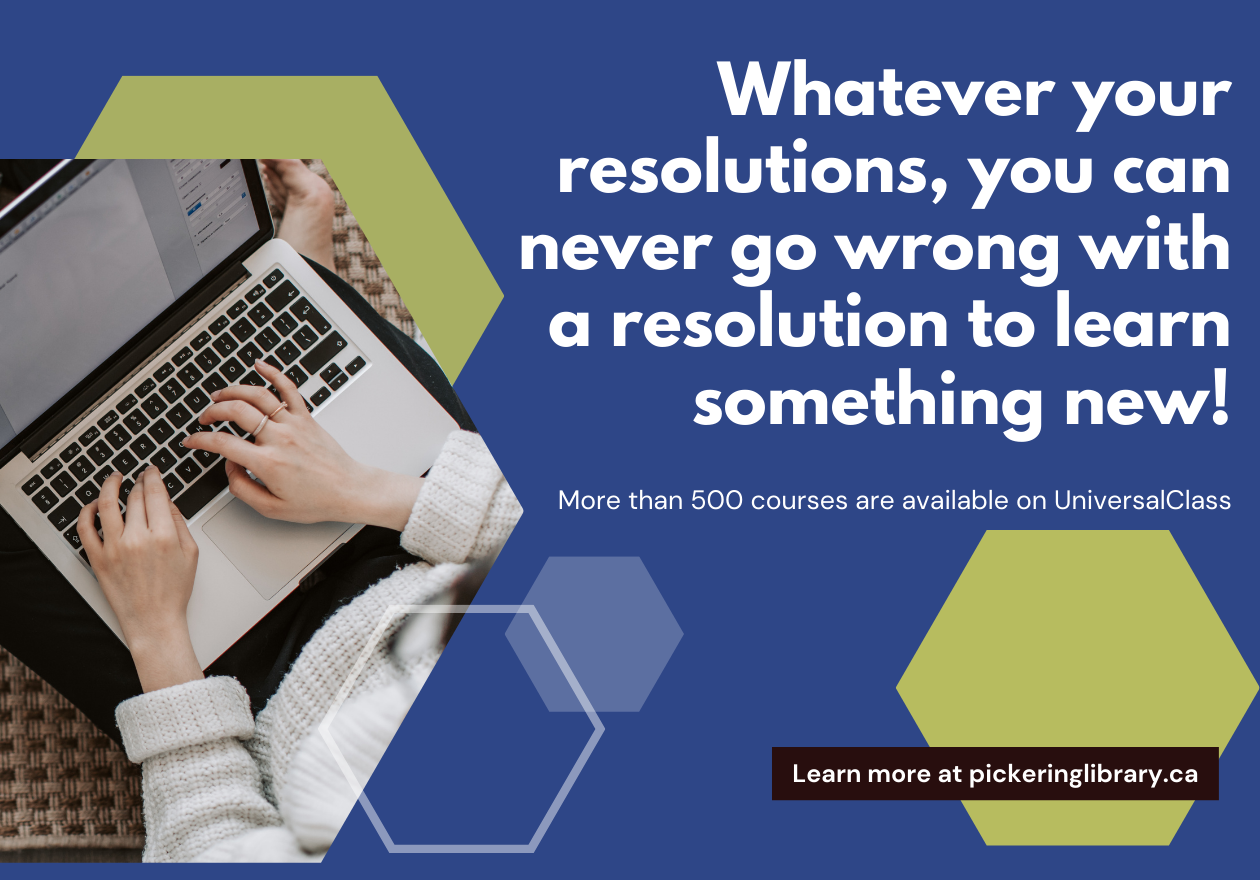 Whatever your
resolutions, you can
never go wrong with
a resolution to learn
something new!
More than 500 courses are available on UniversalClass
Learn more at pickeringlibrary.ca